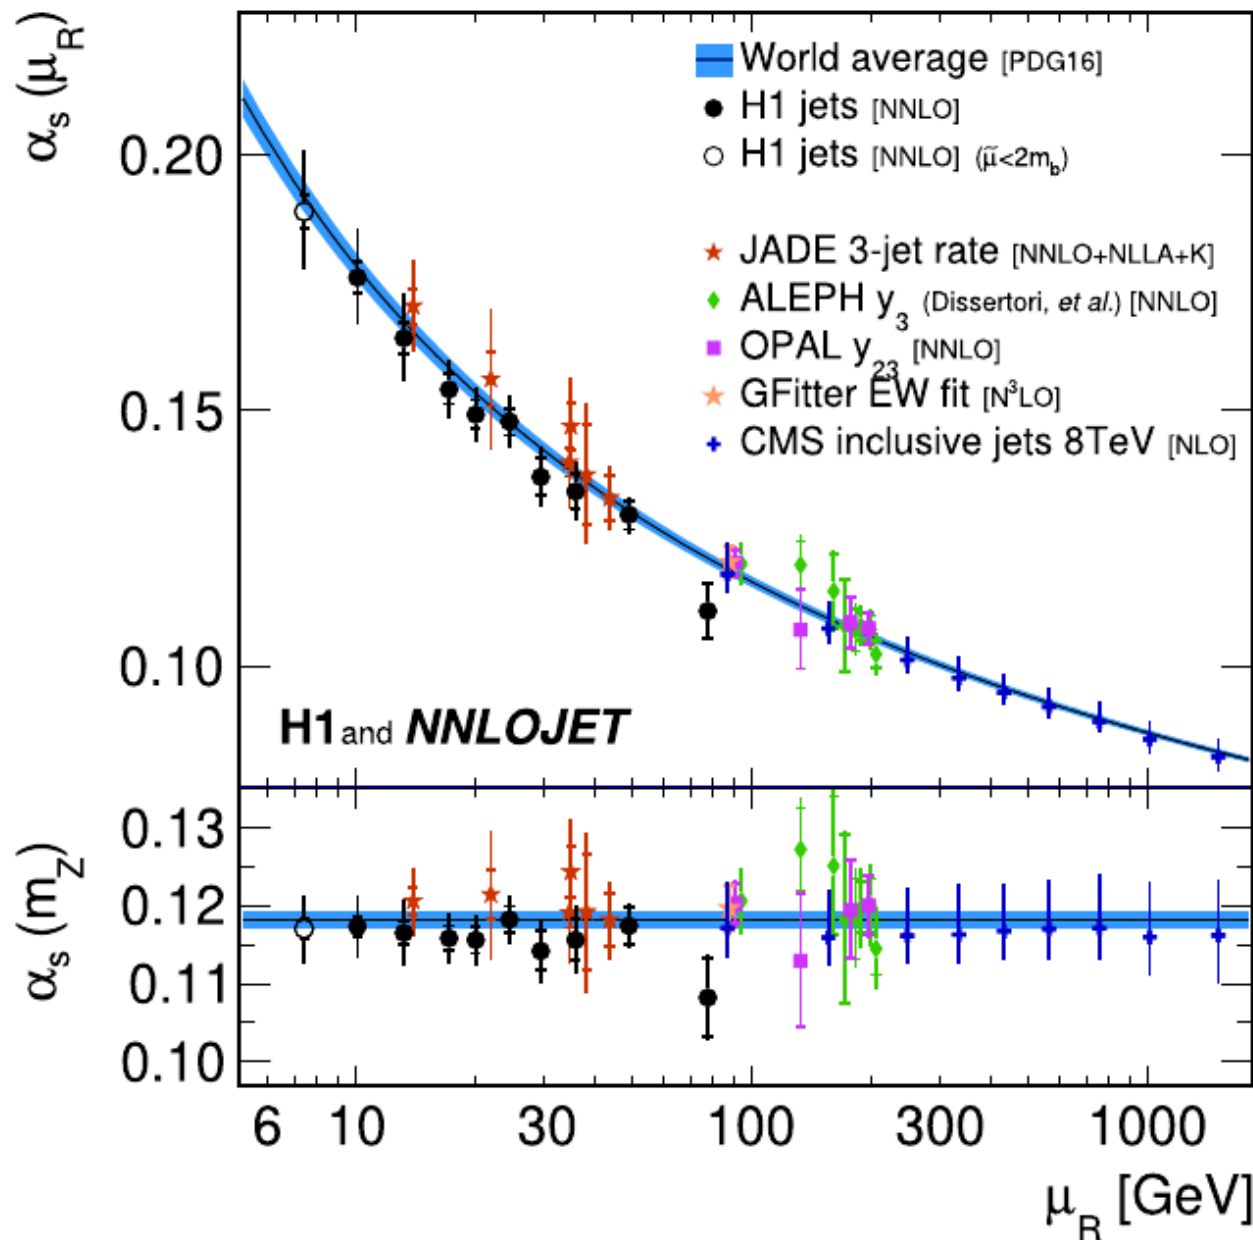 α_s (μ_R)
0.20
0.15
0.10
World average [PDG16]
H1 jets [NNLO]
H1 jets [NNLO] (μ̃<2m_b)
JADE 3-jet rate [NNLO+NLLA+K]
ALEPH y_3 (Dissertori, et al.) [NNLO]
OPAL y_23 [NNLO]
GFitter EW fit [N³LO]
CMS inclusive jets 8TeV [NLO]
H1 and NNLOJET
α_s (m_Z)
0.13
0.12
0.11
0.10
6 10 30 100 300 1000
μ_R [GeV]